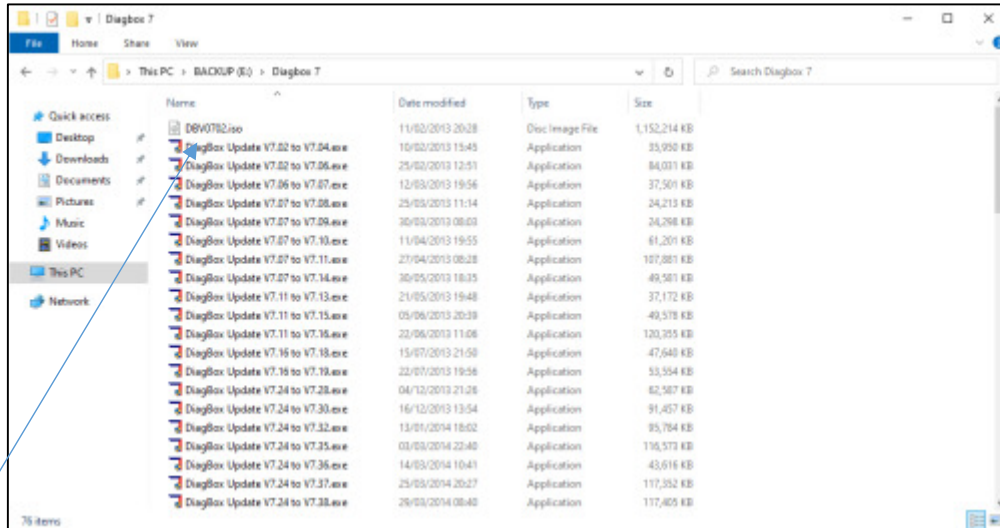 Diagbox 7
File Home Share View
This PC > BACKUP (E:) > Diagbox 7 Search Diagbox 7
Name Date modified Type Size
Quick access
Desktop
Downloads
Documents
Pictures
Music
Videos
This PC
Network
DBV0702.iso 11/02/2013 20:28 Disc Image File 1,152,214 KB
DiagBox Update V7.02 to V7.04.exe 10/02/2013 15:45 Application 35,950 KB
DiagBox Update V7.02 to V7.06.exe 25/02/2013 12:51 Application 84,031 KB
DiagBox Update V7.06 to V7.07.exe 12/03/2013 19:56 Application 37,501 KB
DiagBox Update V7.07 to V7.08.exe 25/03/2013 11:14 Application 24,213 KB
DiagBox Update V7.07 to V7.09.exe 30/03/2013 08:03 Application 24,298 KB
DiagBox Update V7.07 to V7.10.exe 11/04/2013 19:55 Application 61,201 KB
DiagBox Update V7.07 to V7.11.exe 27/04/2013 08:28 Application 107,881 KB
DiagBox Update V7.07 to V7.14.exe 30/05/2013 18:35 Application 49,581 KB
DiagBox Update V7.11 to V7.13.exe 21/05/2013 19:48 Application 37,172 KB
DiagBox Update V7.11 to V7.15.exe 05/06/2013 20:39 Application 49,578 KB
DiagBox Update V7.11 to V7.16.exe 22/06/2013 11:06 Application 120,355 KB
DiagBox Update V7.16 to V7.18.exe 15/07/2013 21:50 Application 47,640 KB
DiagBox Update V7.16 to V7.19.exe 22/07/2013 19:56 Application 53,554 KB
DiagBox Update V7.24 to V7.28.exe 04/12/2013 21:26 Application 62,587 KB
DiagBox Update V7.24 to V7.30.exe 16/12/2013 13:54 Application 91,457 KB
DiagBox Update V7.24 to V7.32.exe 13/01/2014 18:02 Application 95,784 KB
DiagBox Update V7.24 to V7.35.exe 03/03/2014 22:40 Application 116,573 KB
DiagBox Update V7.24 to V7.36.exe 14/03/2014 10:41 Application 43,616 KB
DiagBox Update V7.24 to V7.37.exe 25/03/2014 20:27 Application 117,352 KB
DiagBox Update V7.24 to V7.38.exe 29/03/2014 08:40 Application 117,405 KB
76 items